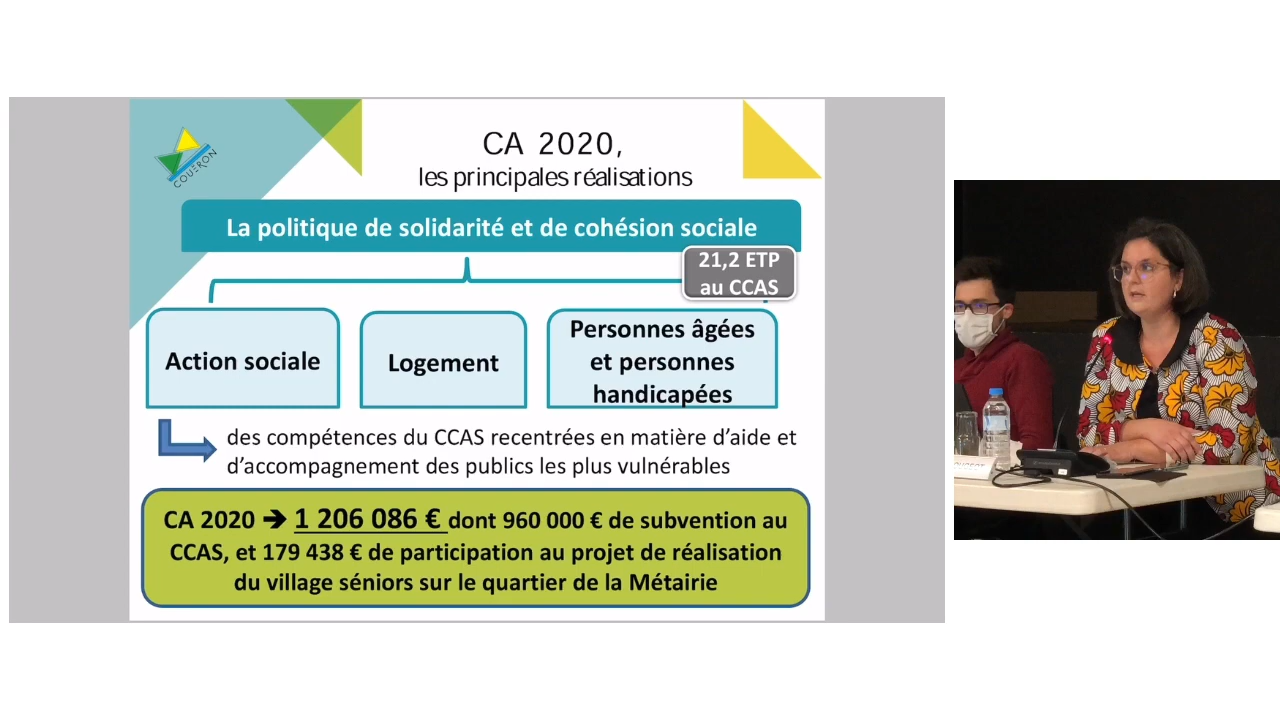 COUËRON
CA 2020,
les principales réalisations
La politique de solidarité et de cohésion sociale
21,2 ETP
au CCAS
Action sociale
Logement
Personnes âgées
et personnes
handicapées
des compétences du CCAS recentrées en matière d’aide et
d’accompagnement des publics les plus vulnérables
CA 2020 ➔ 1 206 086 € dont 960 000 € de subvention au
CCAS, et 179 438 € de participation au projet de réalisation
du village séniors sur le quartier de la Métairie